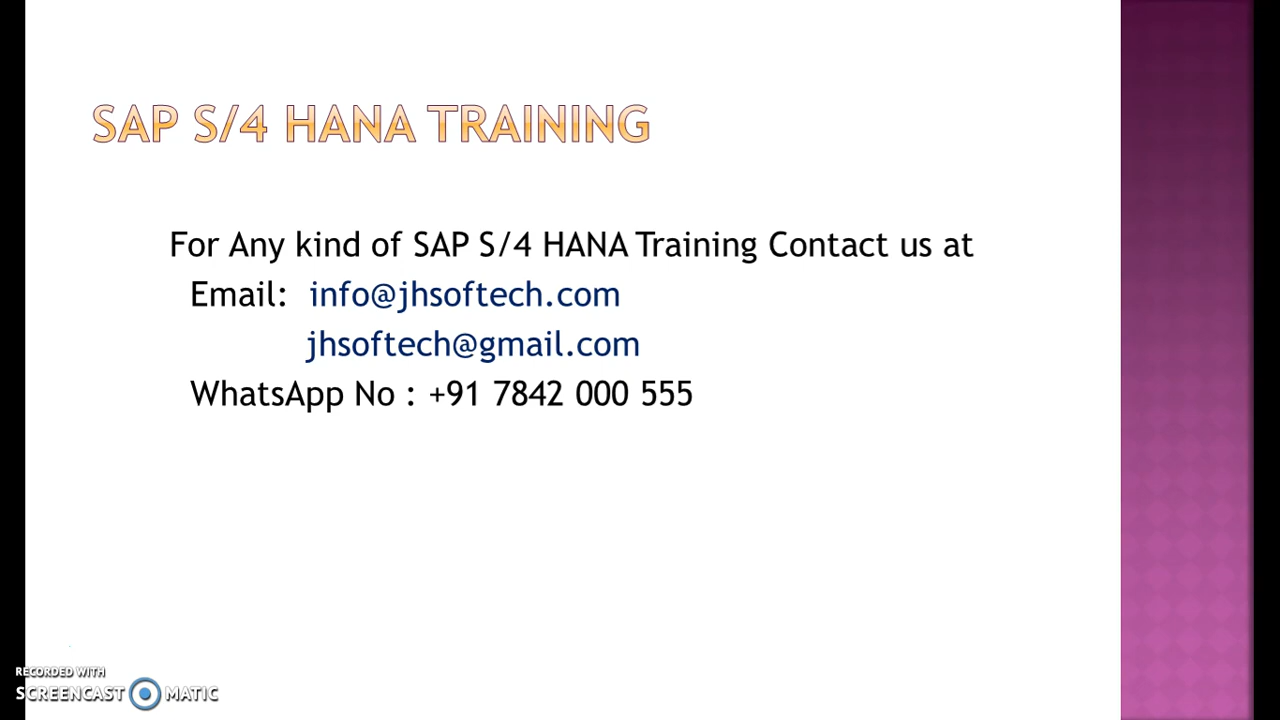 SAP S/4 HANA TRAINING
For Any kind of SAP S/4 HANA Training Contact us at
Email: info@jhsoftech.com
jhsoftech@gmail.com
WhatsApp No : +91 7842 000 555
RECORDED WITH
SCREENCAST MATIC